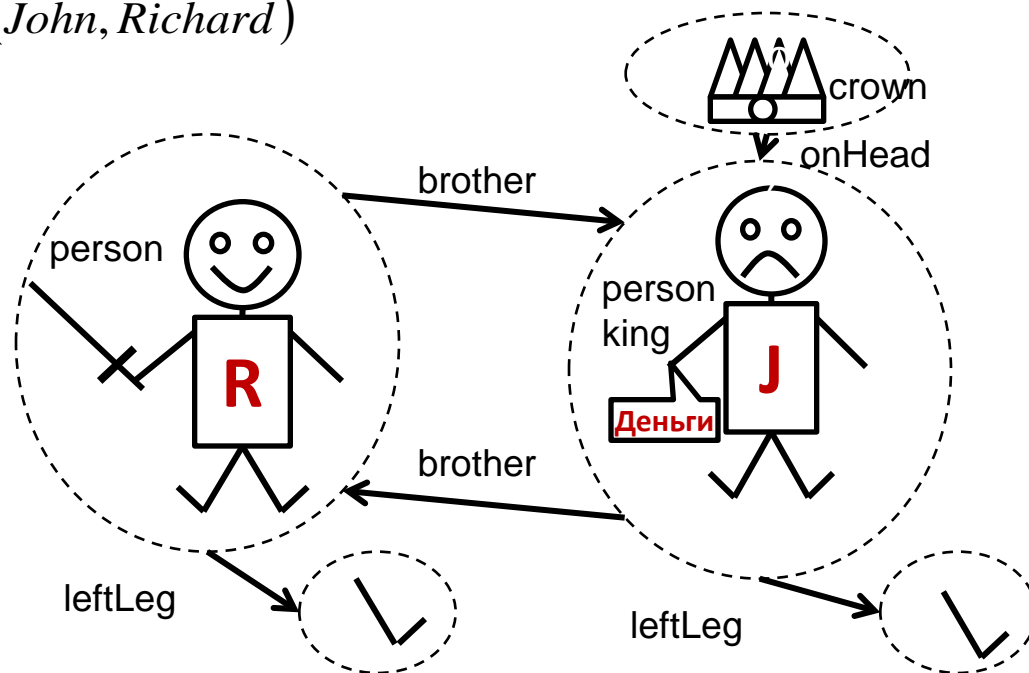 John, Richard)
crown
onHead
brother
person
person
king
R
J
Деньги
brother
leftLeg
leftLeg